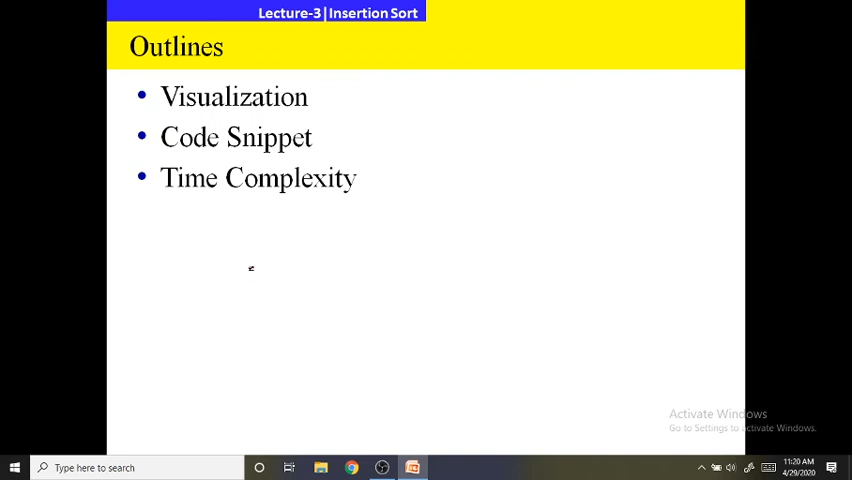 Lecture-3|Insertion Sort
Outlines
• Visualization
• Code Snippet
• Time Complexity
Activate Windows
Go to Settings to activate Windows.
Type here to search
11:20 AM
4/29/2020